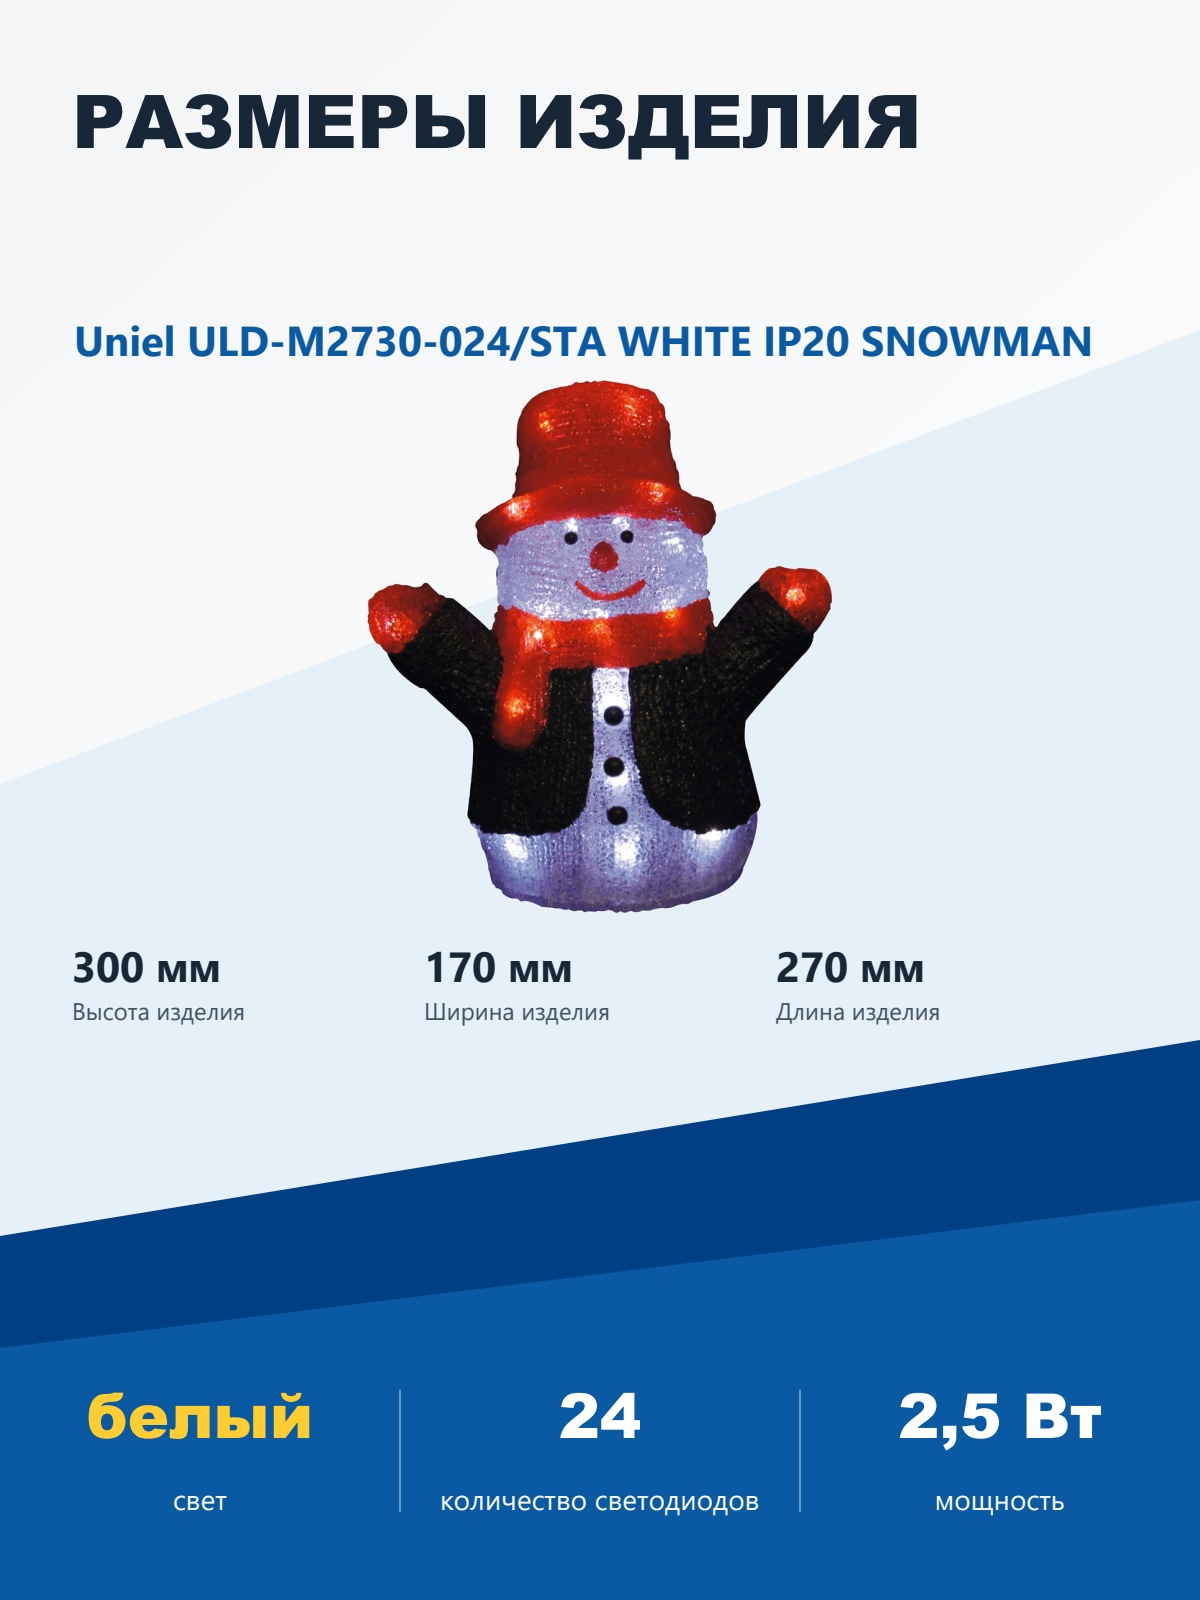 РАЗМЕРЫ ИЗДЕЛИЯ
Uniel ULD-M2730-024/STA WHITE IP20 SNOWMAN
300 мм
Высота изделия
170 мм
Ширина изделия
270 мм
Длина изделия
белый
свет
24
количество светодиодов
2,5 Вт
мощность